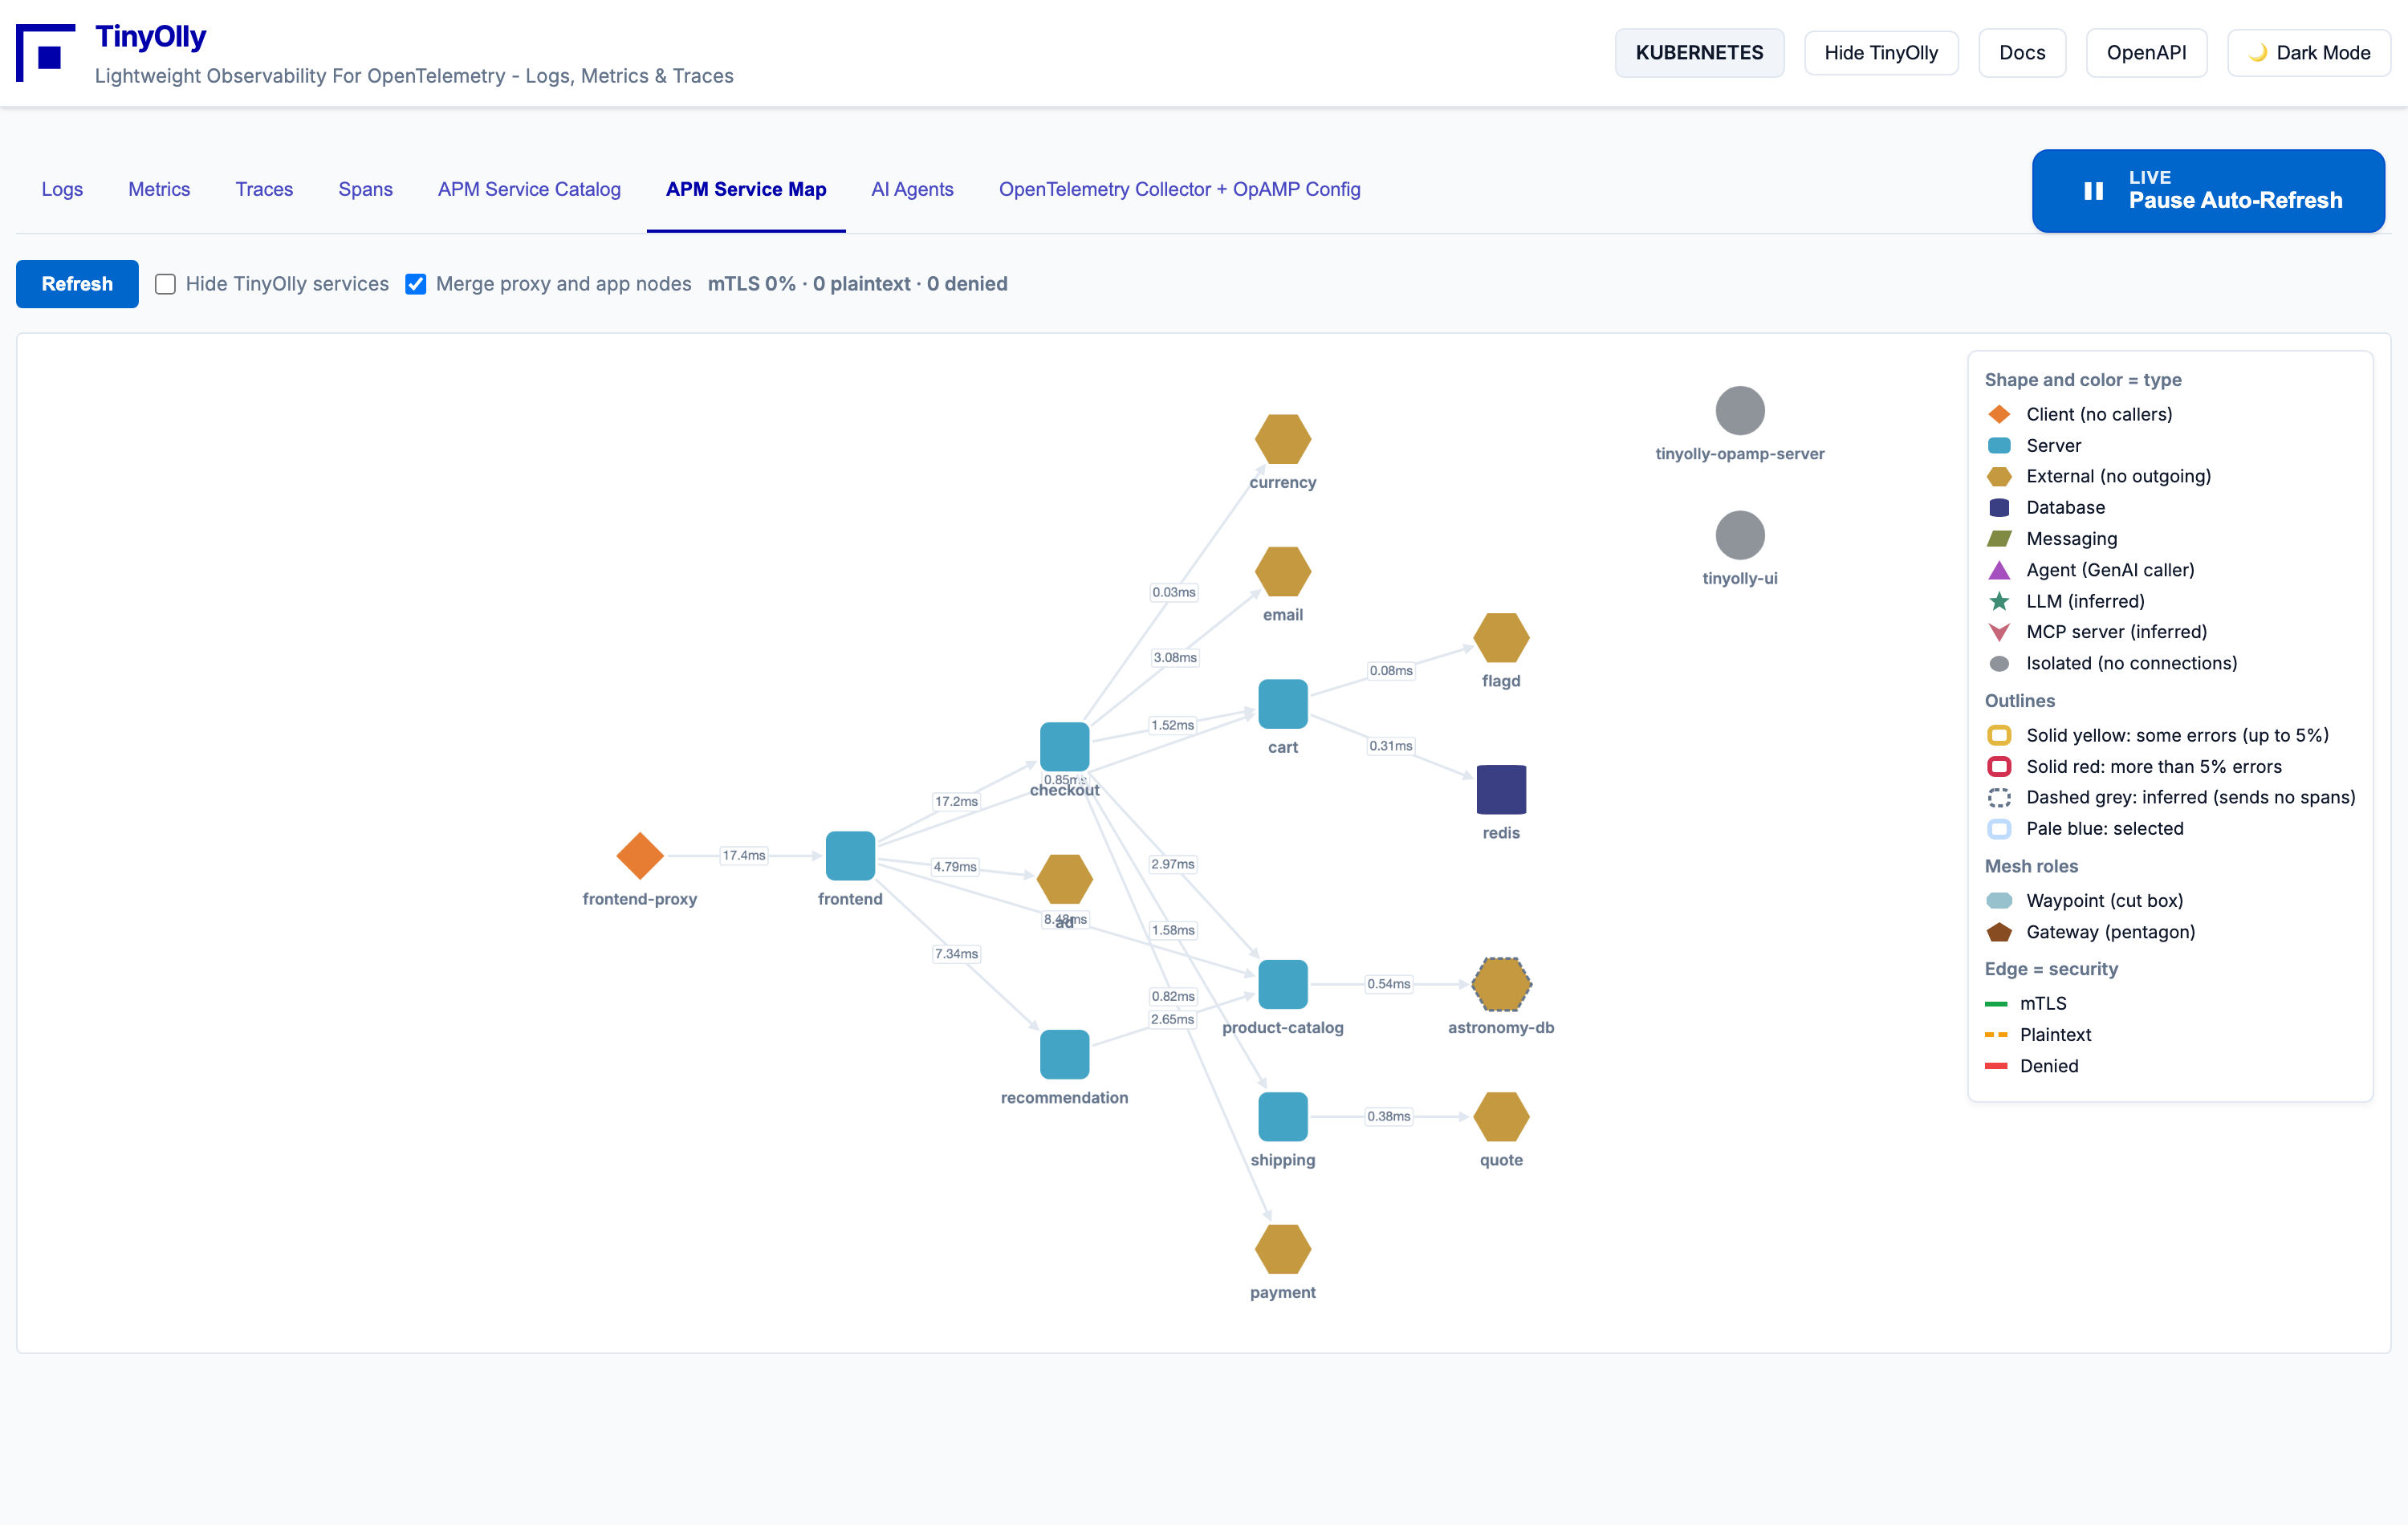 TinyOlly
Lightweight Observability For OpenTelemetry - Logs, Metrics & Traces
KUBERNETES
Hide TinyOlly
Docs
OpenAPI
🌙 Dark Mode
Logs
Metrics
Traces
Spans
APM Service Catalog
APM Service Map
AI Agents
OpenTelemetry Collector + OpAMP Config
LIVE
Pause Auto-Refresh
Refresh
Hide TinyOlly services
Merge proxy and app nodes
mTLS 0% · 0 plaintext · 0 denied
currency
tinyolly-opamp-server
tinyolly-ui
0.03ms
email
3.08ms
0.08ms
flagd
1.52ms
cart
0.31ms
0.85ms
checkout
redis
17.2ms
17.4ms
4.79ms
2.97ms
frontend-proxy
frontend
8.48ms
ad
1.58ms
7.34ms
0.82ms
0.54ms
2.65ms
product-catalog
astronomy-db
recommendation
0.38ms
shipping
quote
payment
Shape and color = type
Client (no callers)
Server
External (no outgoing)
Database
Messaging
Agent (GenAI caller)
LLM (inferred)
MCP server (inferred)
Isolated (no connections)
Outlines
Solid yellow: some errors (up to 5%)
Solid red: more than 5% errors
Dashed grey: inferred (sends no spans)
Pale blue: selected
Mesh roles
Waypoint (cut box)
Gateway (pentagon)
Edge = security
mTLS
Plaintext
Denied